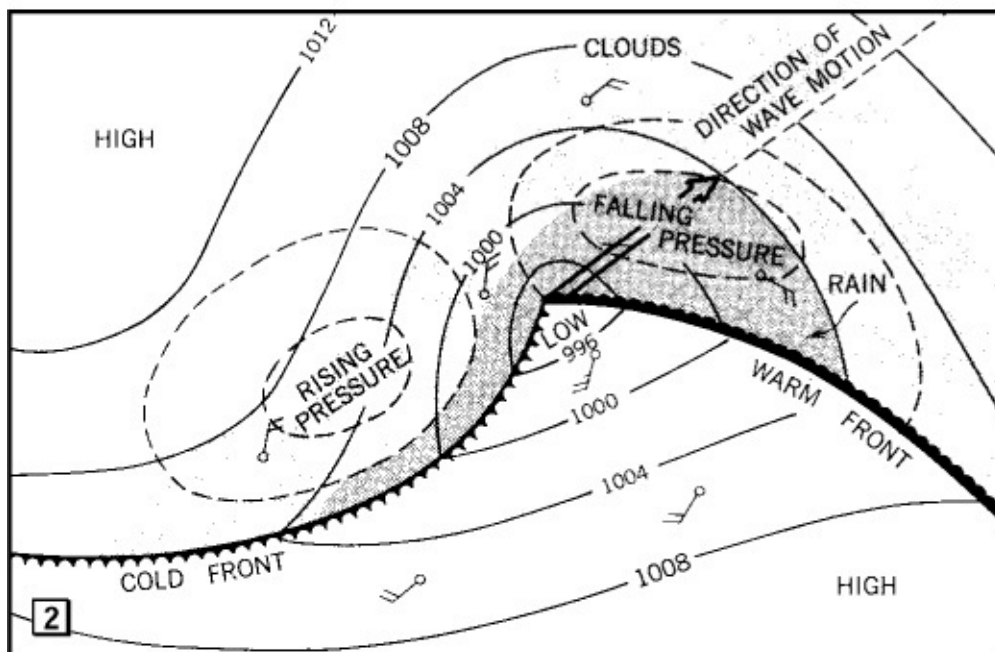 1012
CLOUDS
DIRECTION OF
WAVE MOTION
HIGH
1008
1004
1000
FALLING
PRESSURE
RAIN
RISING
PRESSURE
LOW
996
WARM FRONT
1000
1004
COLD FRONT
1008
HIGH
2